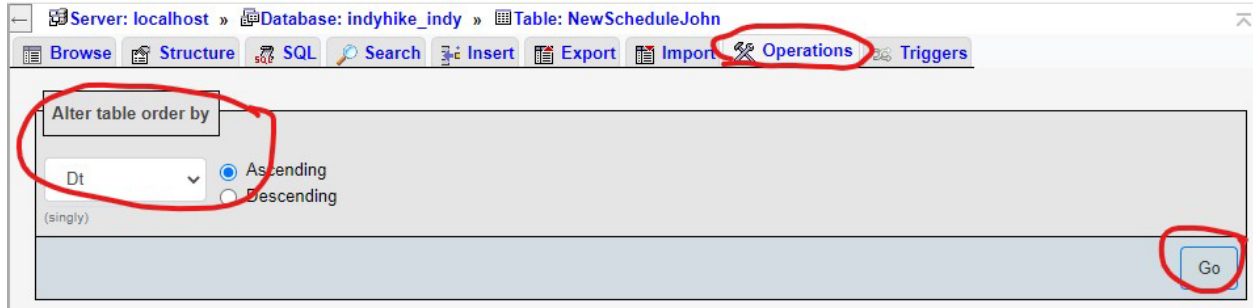 Server: localhost » Database: indyhike_indy » Table: NewScheduleJohn
Browse Structure SQL Search Insert Export Import Operations Triggers
Alter table order by
Dt
Ascending
Descending
(singly)
Go